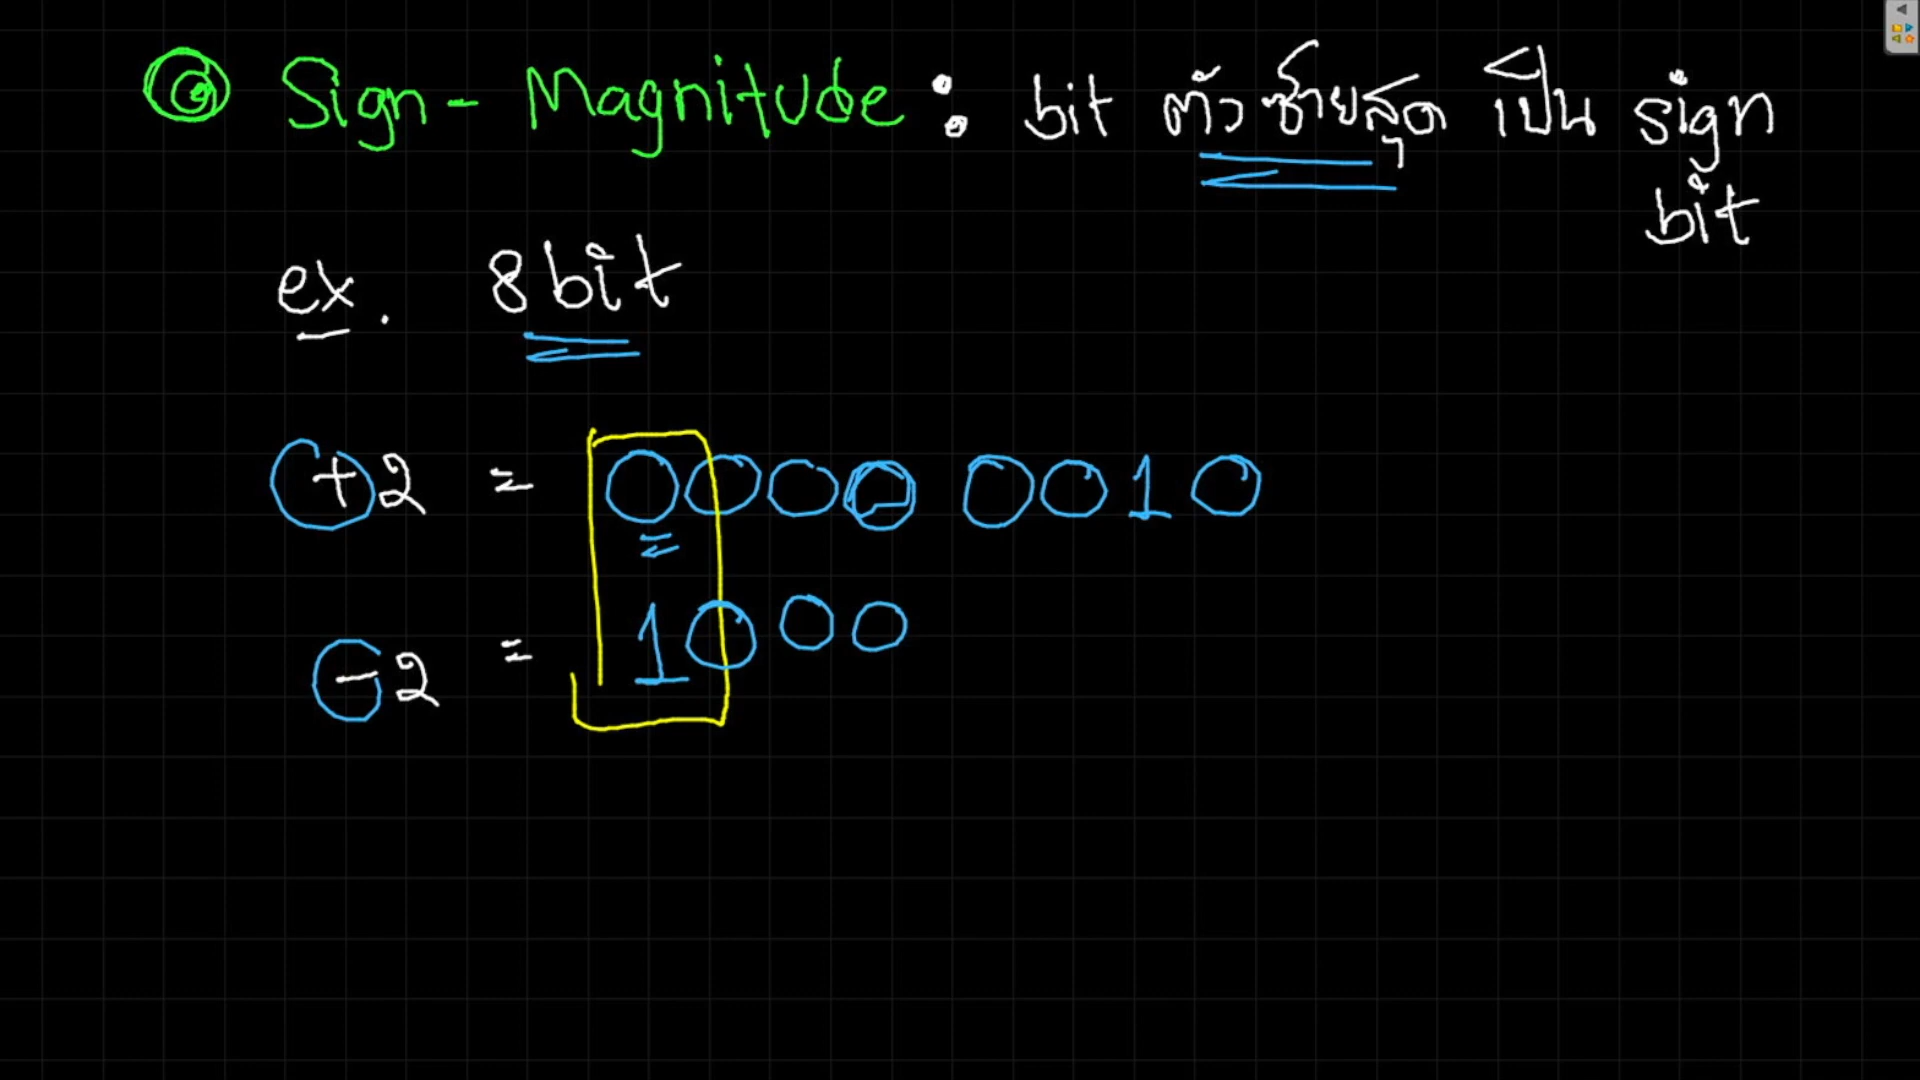 Sign - Magnitude : bit ตัวซ้ายสุด เป็น sign
bit
ex. 8bit
+2 = 0000 0010
-2 = 1000